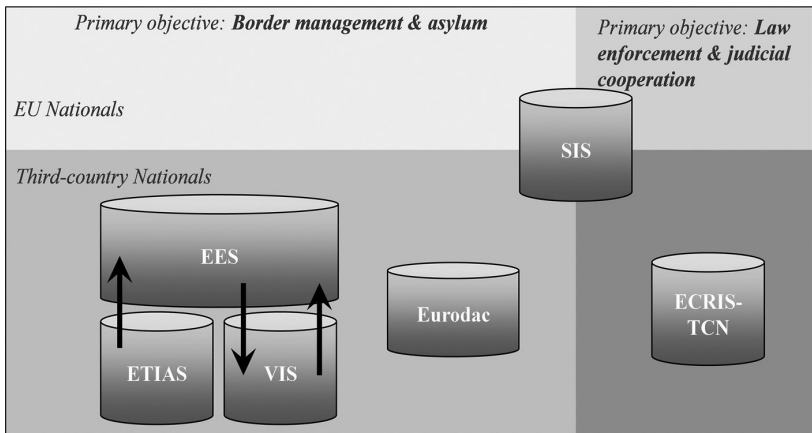 Primary objective: Border management & asylum
Primary objective: Law
enforcement & judicial
cooperation
EU Nationals
SIS
Third-country Nationals
EES
Eurodac
ECRIS-
TCN
ETIAS
VIS